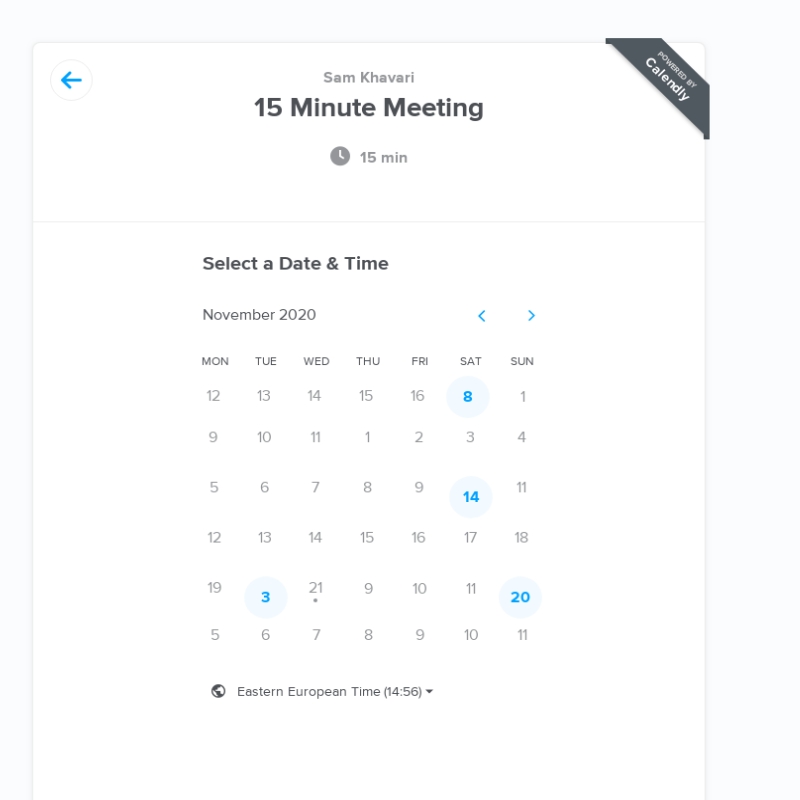 POWERED BY
Calendly
Sam Khavari
15 Minute Meeting
15 min
Select a Date & Time
November 2020
MON TUE WED THU FRI SAT SUN
12 13 14 15 16 8 1
9 10 11 1 2 3 4
5 6 7 8 9 14 11
12 13 14 15 16 17 18
19 3 21 9 10 11 20
5 6 7 8 9 10 11
Eastern European Time (14:56)